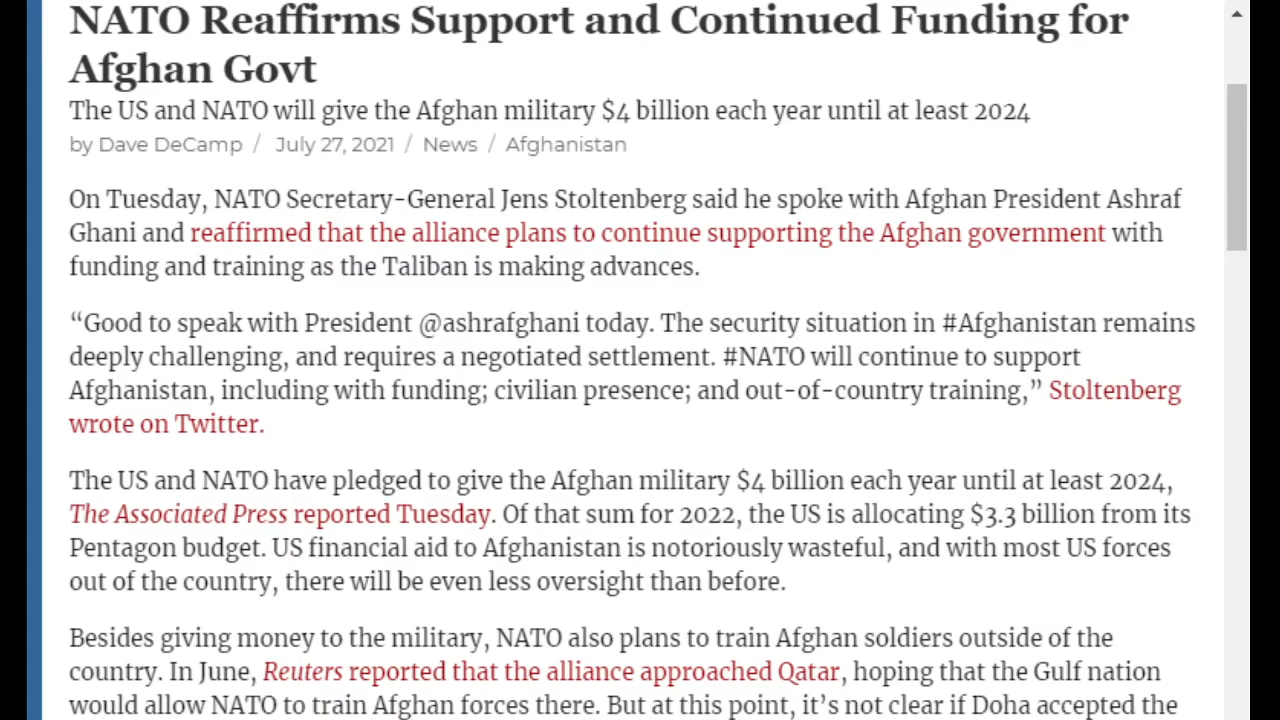 NATO Reaffirms Support and Continued Funding for
Afghan Govt
The US and NATO will give the Afghan military $4 billion each year until at least 2024
by Dave DeCamp / July 27, 2021 / News / Afghanistan
On Tuesday, NATO Secretary-General Jens Stoltenberg said he spoke with Afghan President Ashraf
Ghani and reaffirmed that the alliance plans to continue supporting the Afghan government with
funding and training as the Taliban is making advances.
“Good to speak with President @ashrafghani today. The security situation in #Afghanistan remains
deeply challenging, and requires a negotiated settlement. #NATO will continue to support
Afghanistan, including with funding; civilian presence; and out-of-country training,” Stoltenberg
wrote on Twitter.
The US and NATO have pledged to give the Afghan military $4 billion each year until at least 2024,
The Associated Press reported Tuesday. Of that sum for 2022, the US is allocating $3.3 billion from its
Pentagon budget. US financial aid to Afghanistan is notoriously wasteful, and with most US forces
out of the country, there will be even less oversight than before.
Besides giving money to the military, NATO also plans to train Afghan soldiers outside of the
country. In June, Reuters reported that the alliance approached Qatar, hoping that the Gulf nation
would allow NATO to train Afghan forces there. But at this point, it’s not clear if Doha accepted the